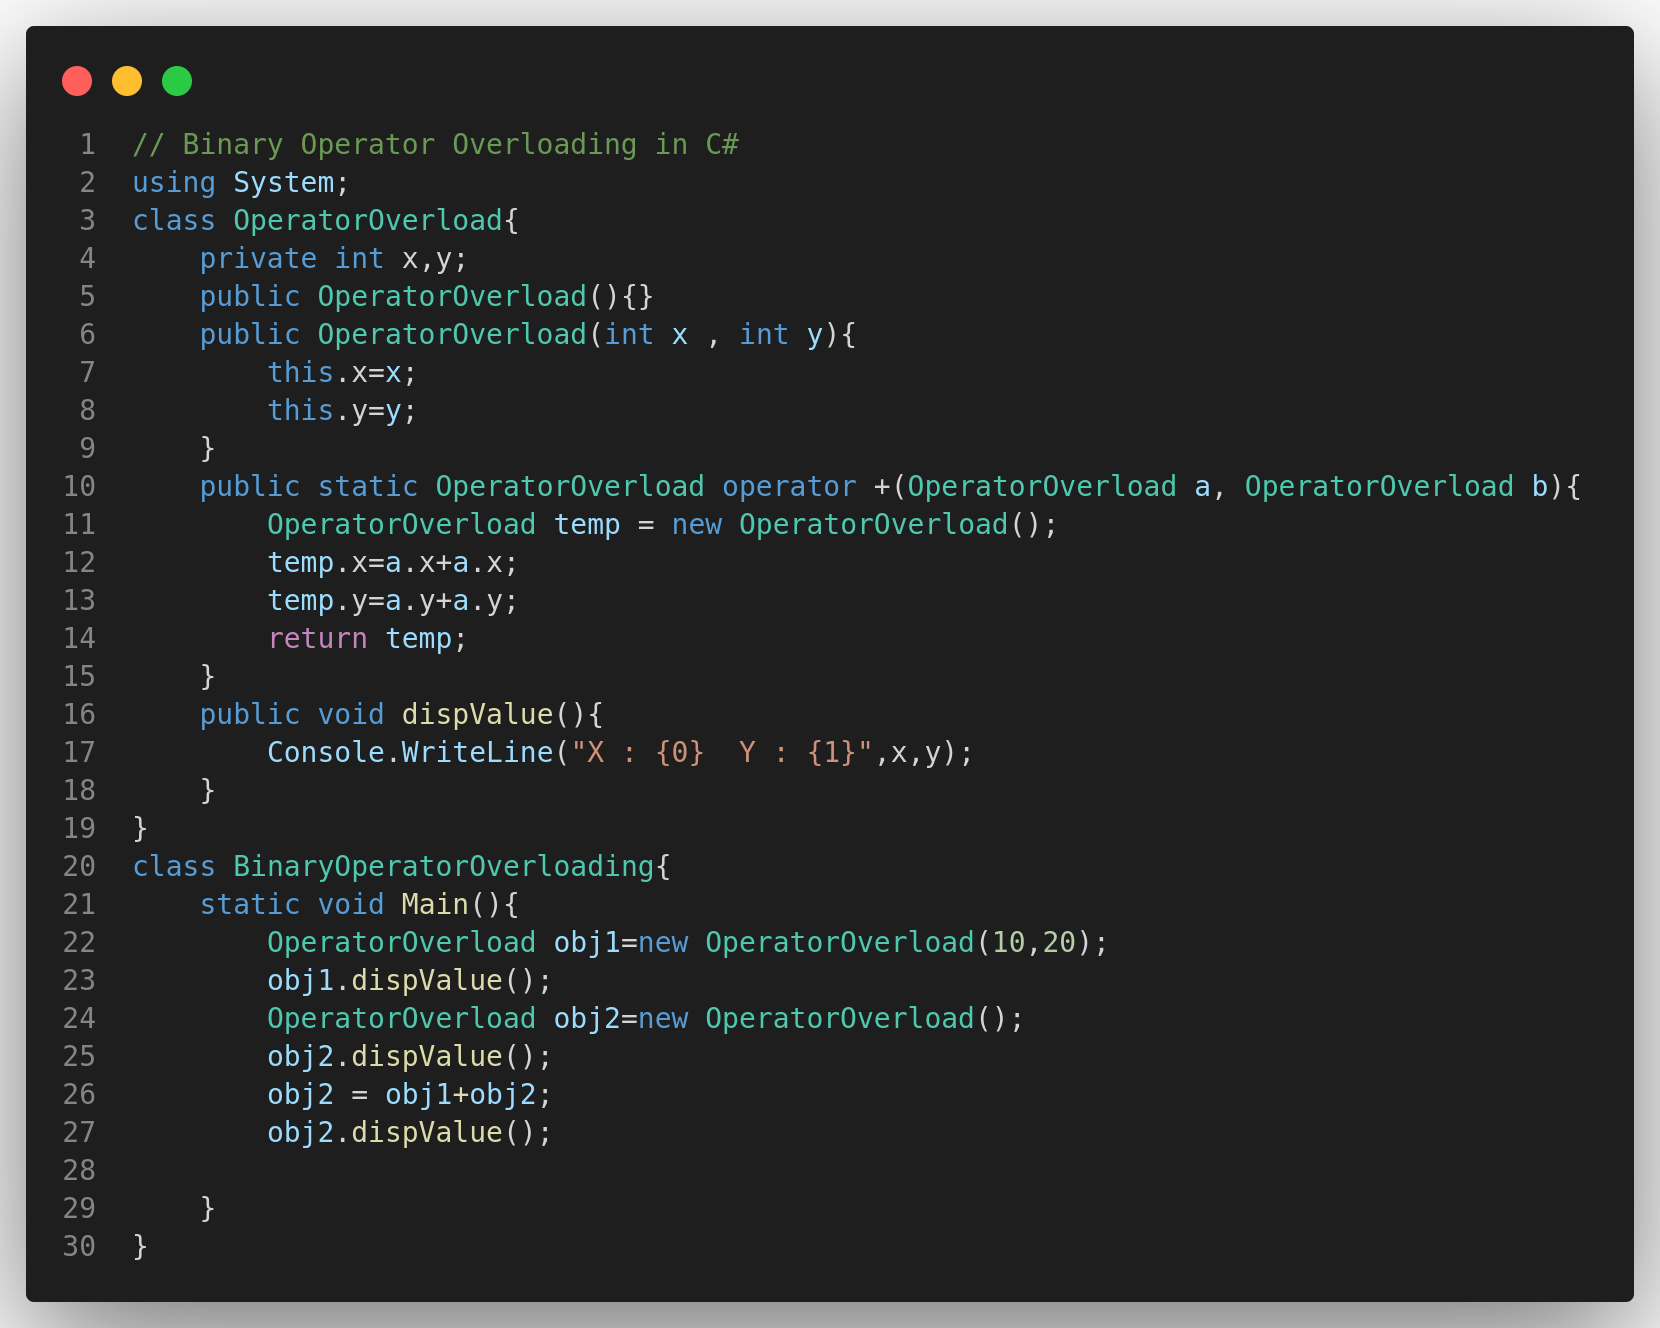 1 // Binary Operator Overloading in C#
2 using System;
3 class OperatorOverload{
4     private int x,y;
5     public OperatorOverload(){}
6     public OperatorOverload(int x , int y){
7         this.x=x;
8         this.y=y;
9     }
10     public static OperatorOverload operator +(OperatorOverload a, OperatorOverload b){
11         OperatorOverload temp = new OperatorOverload();
12         temp.x=a.x+a.x;
13         temp.y=a.y+a.y;
14         return temp;
15     }
16     public void dispValue(){
17         Console.WriteLine("X : {0}  Y : {1}",x,y);
18     }
19 }
20 class BinaryOperatorOverloading{
21     static void Main(){
22         OperatorOverload obj1=new OperatorOverload(10,20);
23         obj1.dispValue();
24         OperatorOverload obj2=new OperatorOverload();
25         obj2.dispValue();
26         obj2 = obj1+obj2;
27         obj2.dispValue();
28
29     }
30 }